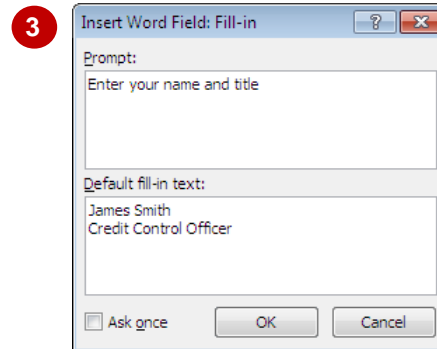 3
Insert Word Field: Fill-in
Prompt:
Enter your name and title
Default fill-in text:
James Smith
Credit Control Officer
Ask once
OK
Cancel